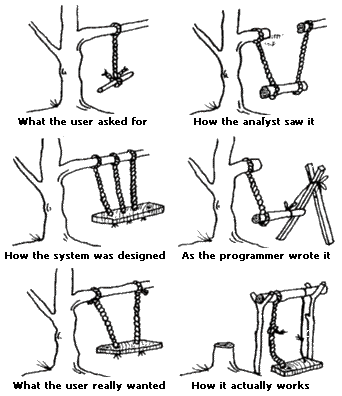 What the user asked for
How the analyst saw it
How the system was designed
As the programmer wrote it
What the user really wanted
How it actually works